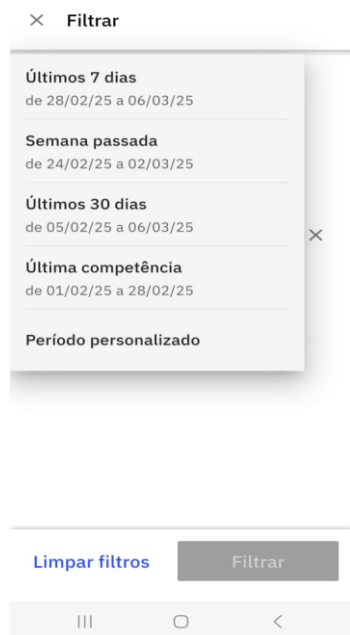 Filtrar
Últimos 7 dias
de 28/02/25 a 06/03/25
Semana passada
de 24/02/25 a 02/03/25
Últimos 30 dias
de 05/02/25 a 06/03/25
Última competência
de 01/02/25 a 28/02/25
Período personalizado
Limpar filtros
Filtrar